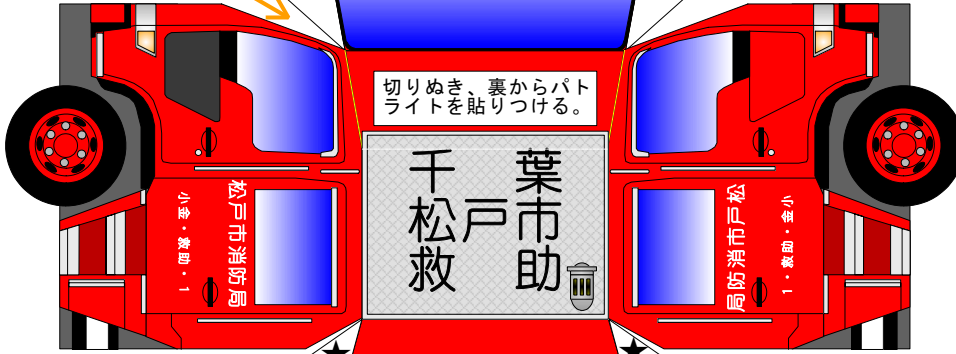 切りぬき、裏からパト
ライトを貼りつける。
千葉
松戸市
救助
松戸市消防局
小金・救助・1
松戸市消防局
小金・救助・1